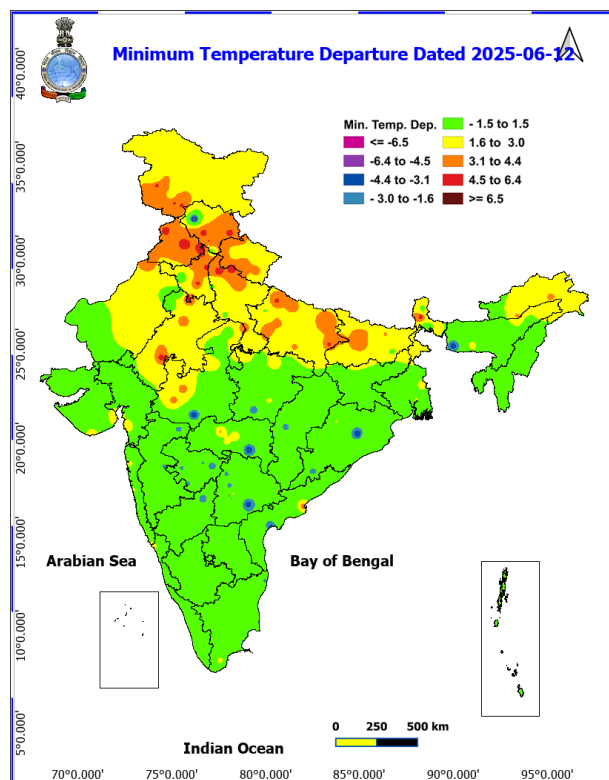 Minimum Temperature Departure Dated 2025-06-12
Min. Temp. Dep.
<= -6.5
-6.4 to -4.5
-4.4 to -3.1
- 3.0 to -1.6
- 1.5 to 1.5
1.6 to 3.0
3.1 to 4.4
4.5 to 6.4
>= 6.5
40°0.000'
35°0.000'
30°0.000'
25°0.000'
20°0.000'
15°0.000'
10°0.000'
5°0.000'
Arabian Sea
Bay of Bengal
0 250 500 km
Indian Ocean
70°0.000' 75°0.000' 80°0.000' 85°0.000' 90°0.000' 95°0.000'